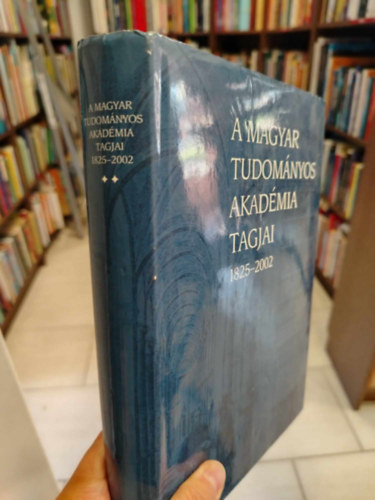 A MAGYAR
TUDOMÁNYOS
AKADÉMIA
TAGJAI
1825–2002
A MAGYAR
TUDOMÁNYOS
AKADÉMIA
TAGJAI
1825–2002